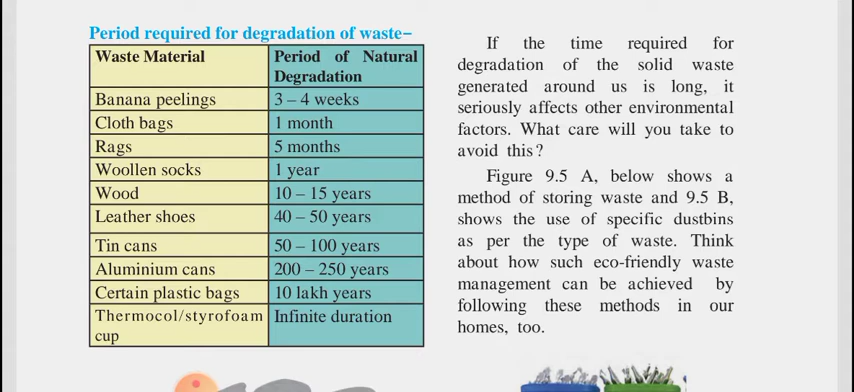 Period required for degradation of waste–
Waste Material Period of Natural
Degradation
Banana peelings 3 – 4 weeks
Cloth bags 1 month
Rags 5 months
Woollen socks 1 year
Wood 10 – 15 years
Leather shoes 40 – 50 years
Tin cans 50 – 100 years
Aluminium cans 200 – 250 years
Certain plastic bags 10 lakh years
Thermocol/styrofoam Infinite duration
cup
If the time required for
degradation of the solid waste
generated around us is long, it
seriously affects other environmental
factors. What care will you take to
avoid this ?
Figure 9.5 A, below shows a
method of storing waste and 9.5 B,
shows the use of specific dustbins
as per the type of waste. Think
about how such eco-friendly waste
management can be achieved by
following these methods in our
homes, too.